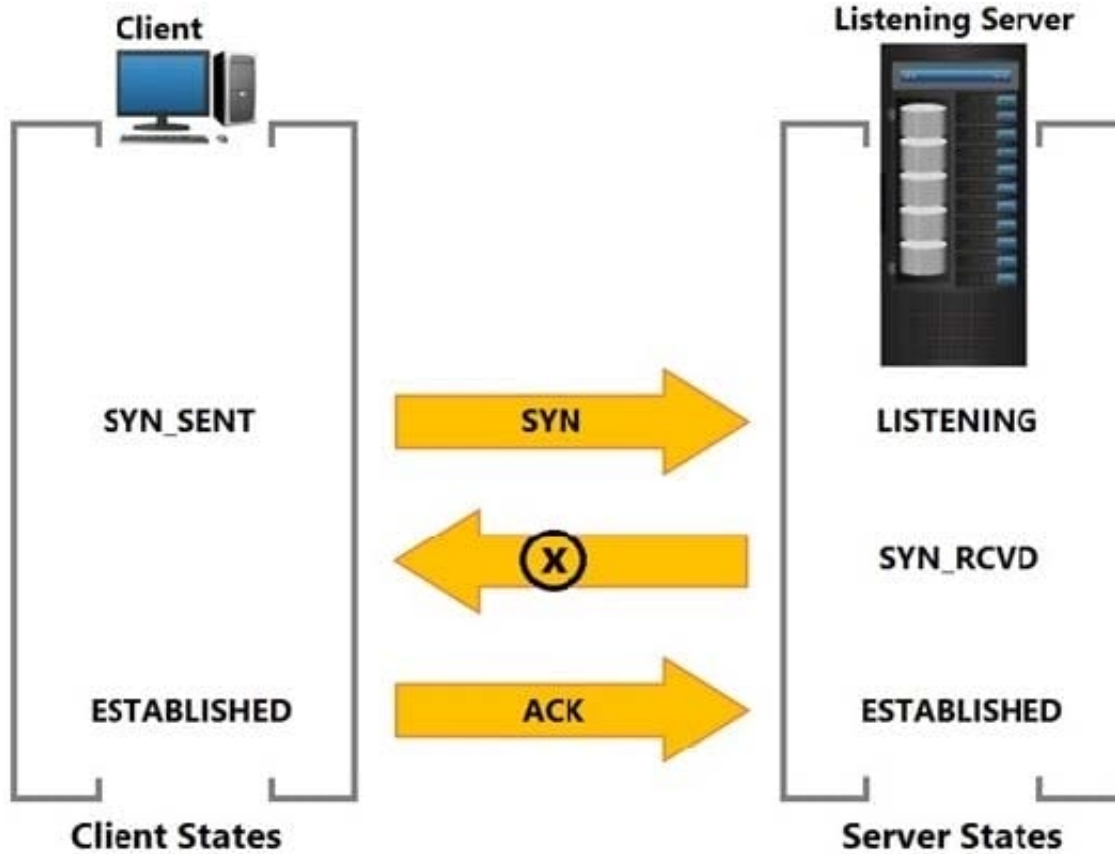 Client
Listening Server
SYN_SENT
SYN
LISTENING
X
SYN_RCVD
ESTABLISHED
ACK
ESTABLISHED
Client States
Server States